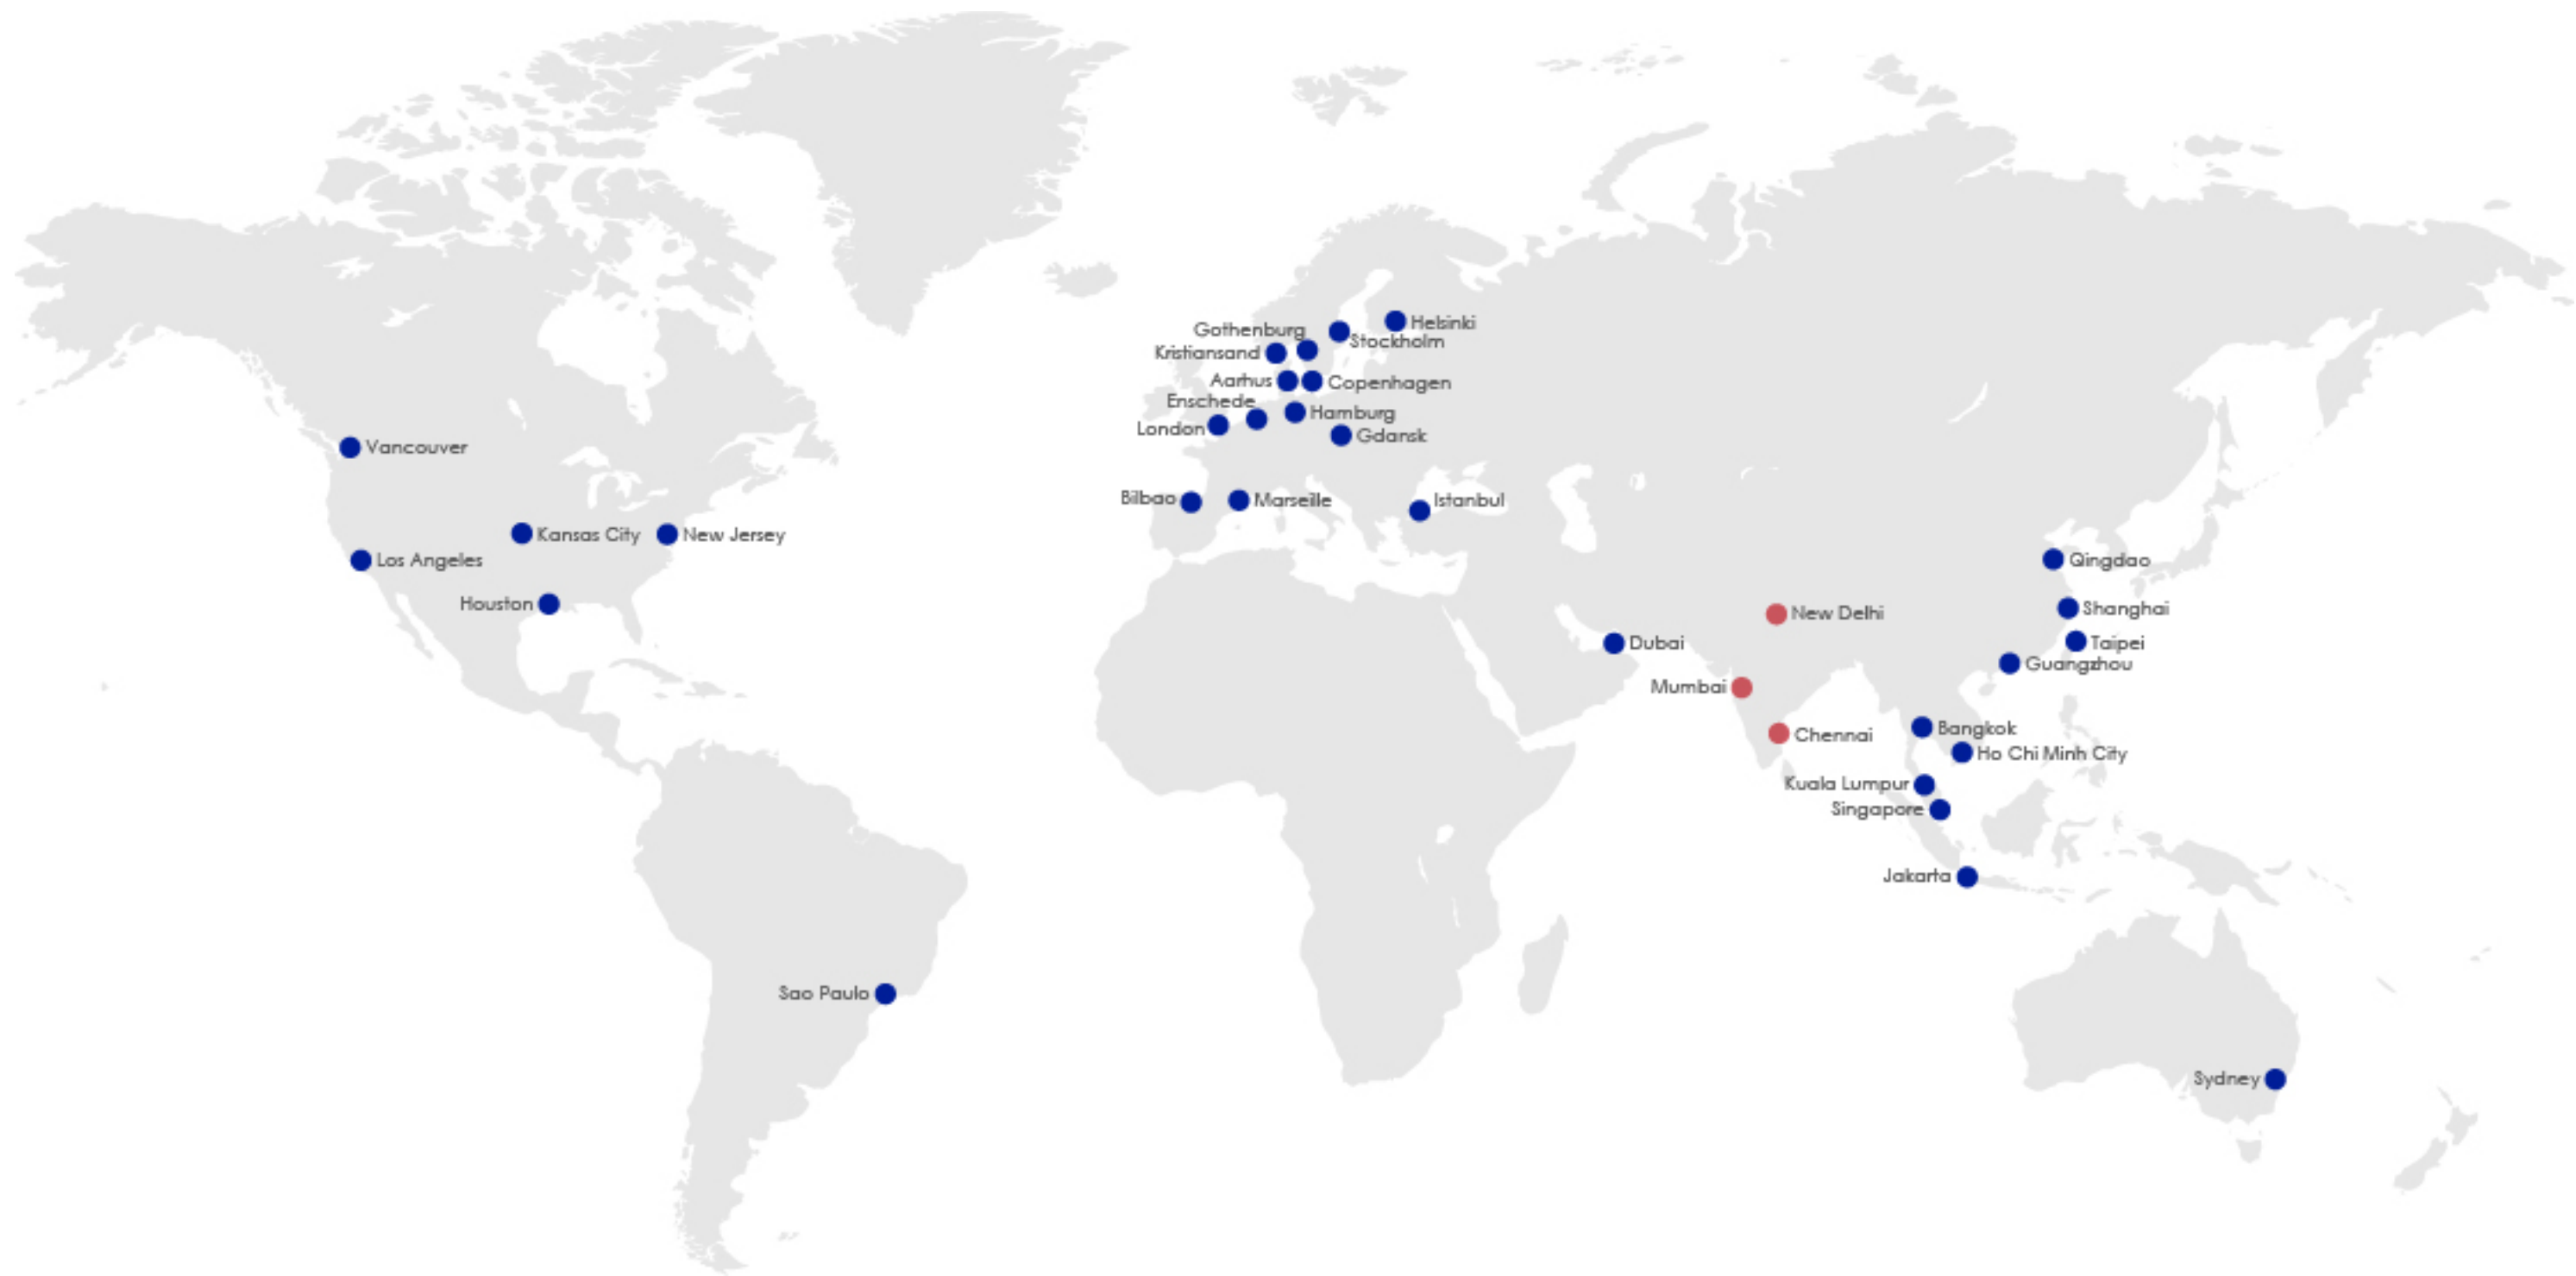 Helsinki
Gothenburg
Stockholm
Kristiansand
Aarhus
Copenhagen
Enschede
Hamburg
London
Gdansk
Vancouver
Bilbao
Marseille
Istanbul
Kansas City
New Jersey
Los Angeles
Qingdao
Houston
Shanghai
New Delhi
Dubai
Taipei
Guangzhou
Mumbai
Bangkok
Chennai
Ho Chi Minh City
Kuala Lumpur
Singapore
Jakarta
Sao Paulo
Sydney